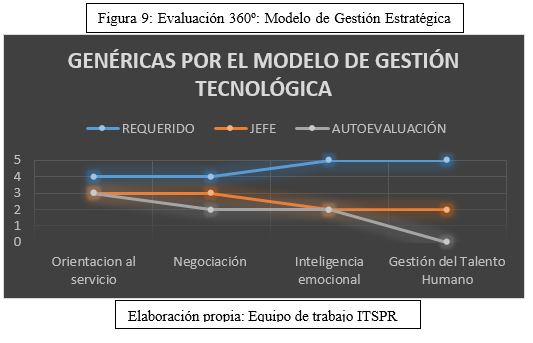 Figura 9: Evaluación 360º: Modelo de Gestión Estratégica
GENÉRICAS POR EL MODELO DE GESTIÓN
TECNOLÓGICA
REQUERIDO JEFE AUTOEVALUACIÓN
5
4
3
2
1
0
Orientacion al
servicio
Negociación
Inteligencia
emocional
Gestión del Talento
Humano
Elaboración propia: Equipo de trabajo ITSPR